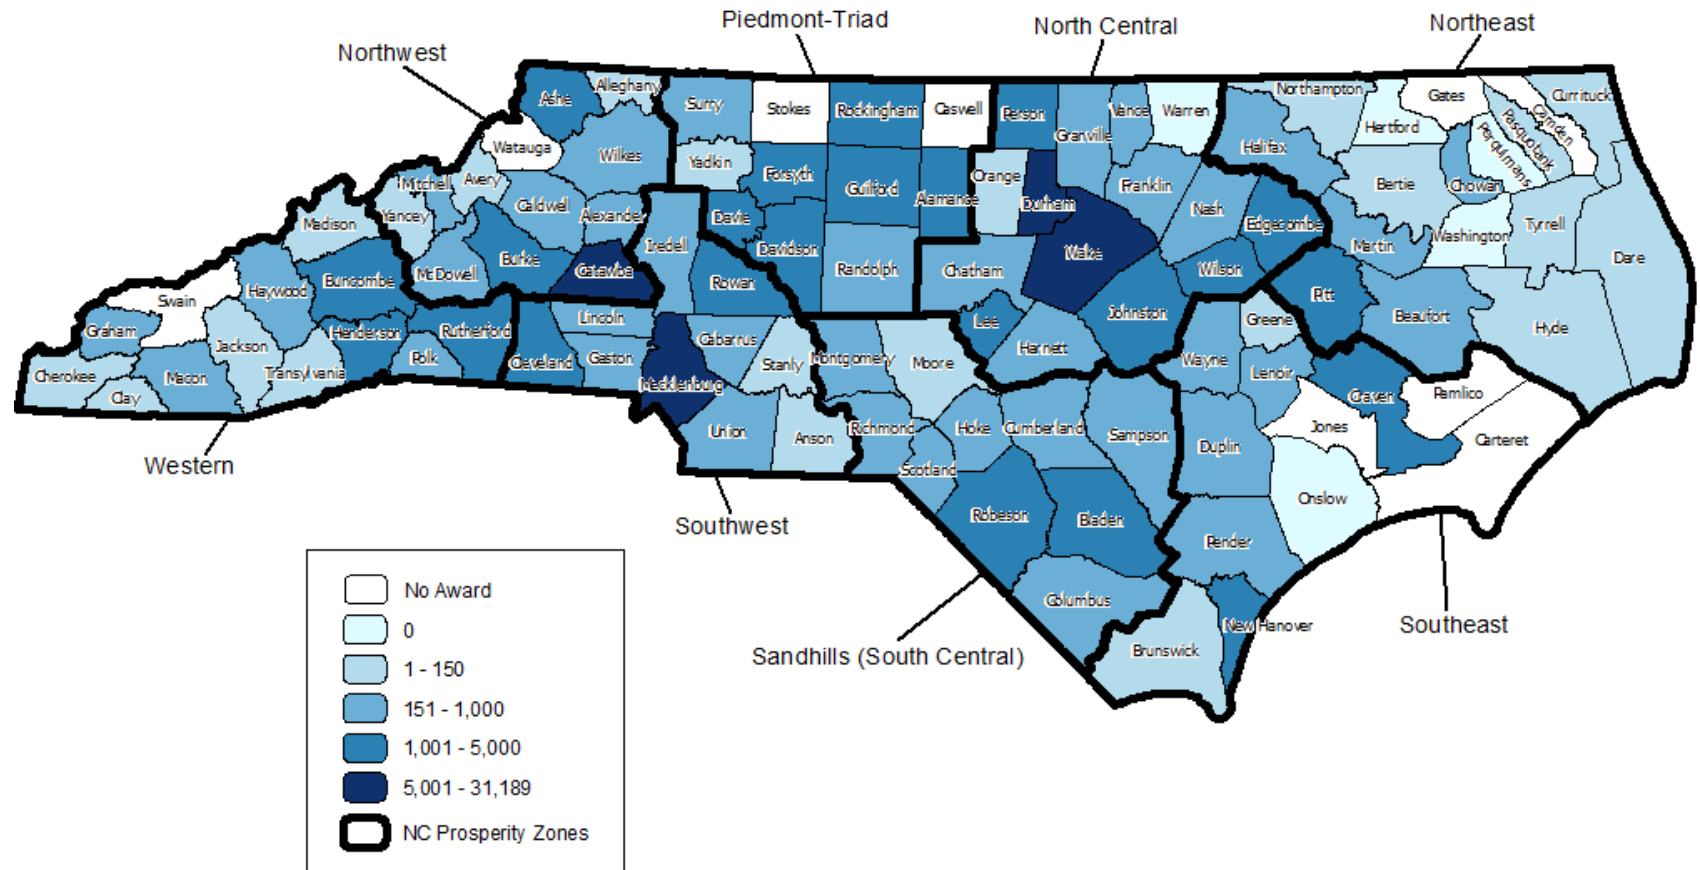 Piedmont-Triad
North Central
Northeast
Northwest
Western
Southwest
Sandhills (South Central)
Southeast
Ashe
Alleghany
Surry
Stokes
Rockingham
Caswell
Person
Granville
Vance
Warren
Northampton
Hertford
Gates
Camden
Currituck
Pasquotank
Perquimans
Chowan
Watauga
Wilkes
Yadkin
Forsyth
Guilford
Alamance
Orange
Durham
Franklin
Halifax
Bertie
Mitchell
Avery
Caldwell
Alexander
Iredell
Davie
Davidson
Randolph
Chatham
Wake
Nash
Edgecombe
Martin
Washington
Tyrrell
Dare
Madison
Yancey
McDowell
Burke
Catawba
Rowan
Wilson
Johnston
Pitt
Beaufort
Hyde
Swain
Haywood
Buncombe
Graham
Jackson
Henderson
Rutherford
Polk
Cleveland
Lincoln
Gaston
Mecklenburg
Cabarrus
Stanly
Montgomery
Moore
Lee
Harnett
Wayne
Greene
Lenoir
Craven
Pamlico
Cherokee
Clay
Macon
Transylvania
Union
Anson
Richmond
Scotland
Hoke
Cumberland
Sampson
Duplin
Jones
Carteret
Onslow
Robeson
Bladen
Pender
Columbus
Brunswick
New Hanover
No Award
0
1 - 150
151 - 1,000
1,001 - 5,000
5,001 - 31,189
NC Prosperity Zones